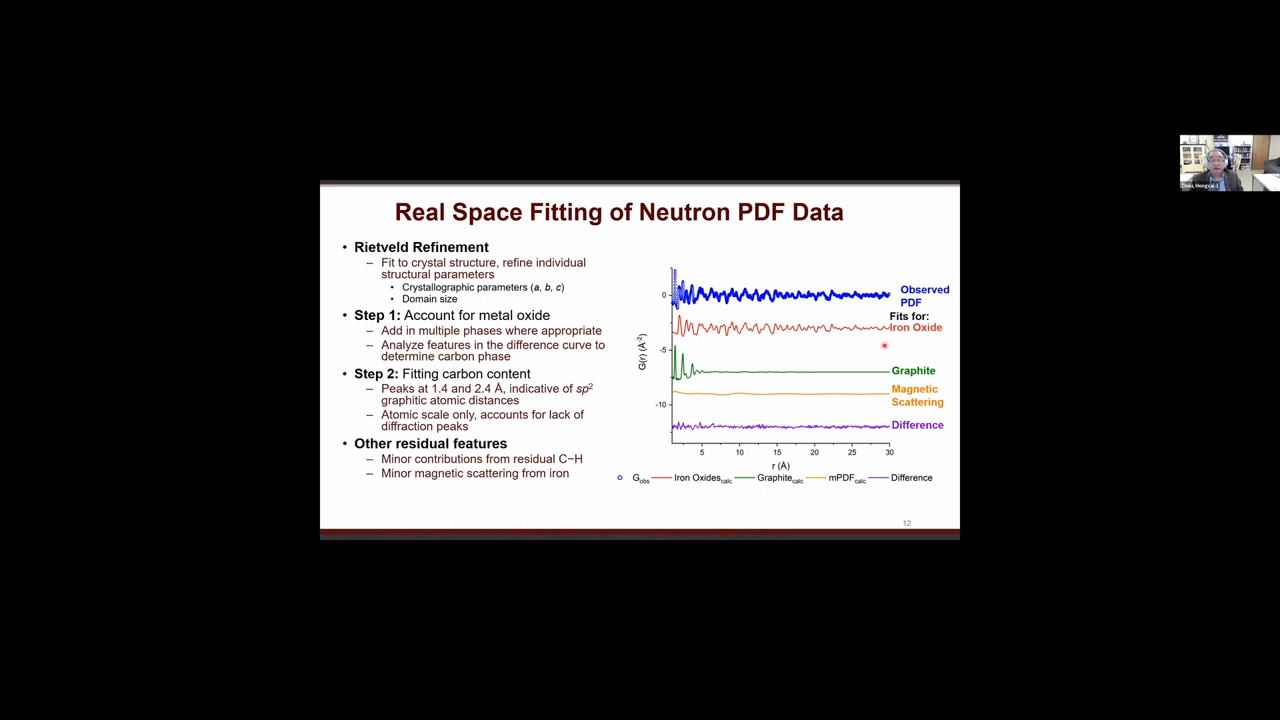 Real Space Fitting of Neutron PDF Data
• Rietveld Refinement
– Fit to crystal structure, refine individual
structural parameters
• Crystallographic parameters (a, b, c)
• Domain size
• Step 1: Account for metal oxide
– Add in multiple phases where appropriate
– Analyze features in the difference curve to
determine carbon phase
• Step 2: Fitting carbon content
– Peaks at 1.4 and 2.4 Å, indicative of sp²
graphitic atomic distances
– Atomic scale only, accounts for lack of
diffraction peaks
• Other residual features
– Minor contributions from residual C−H
– Minor magnetic scattering from iron
G(r) (Å⁻²)
0
-5
-10
5 10 15 20 25 30
r (Å)
Observed
PDF
Fits for:
Iron Oxide
Graphite
Magnetic
Scattering
Difference
G_obs Iron Oxides_calc Graphite_calc mPDF_calc Difference
12
Zhou, Hongcai J